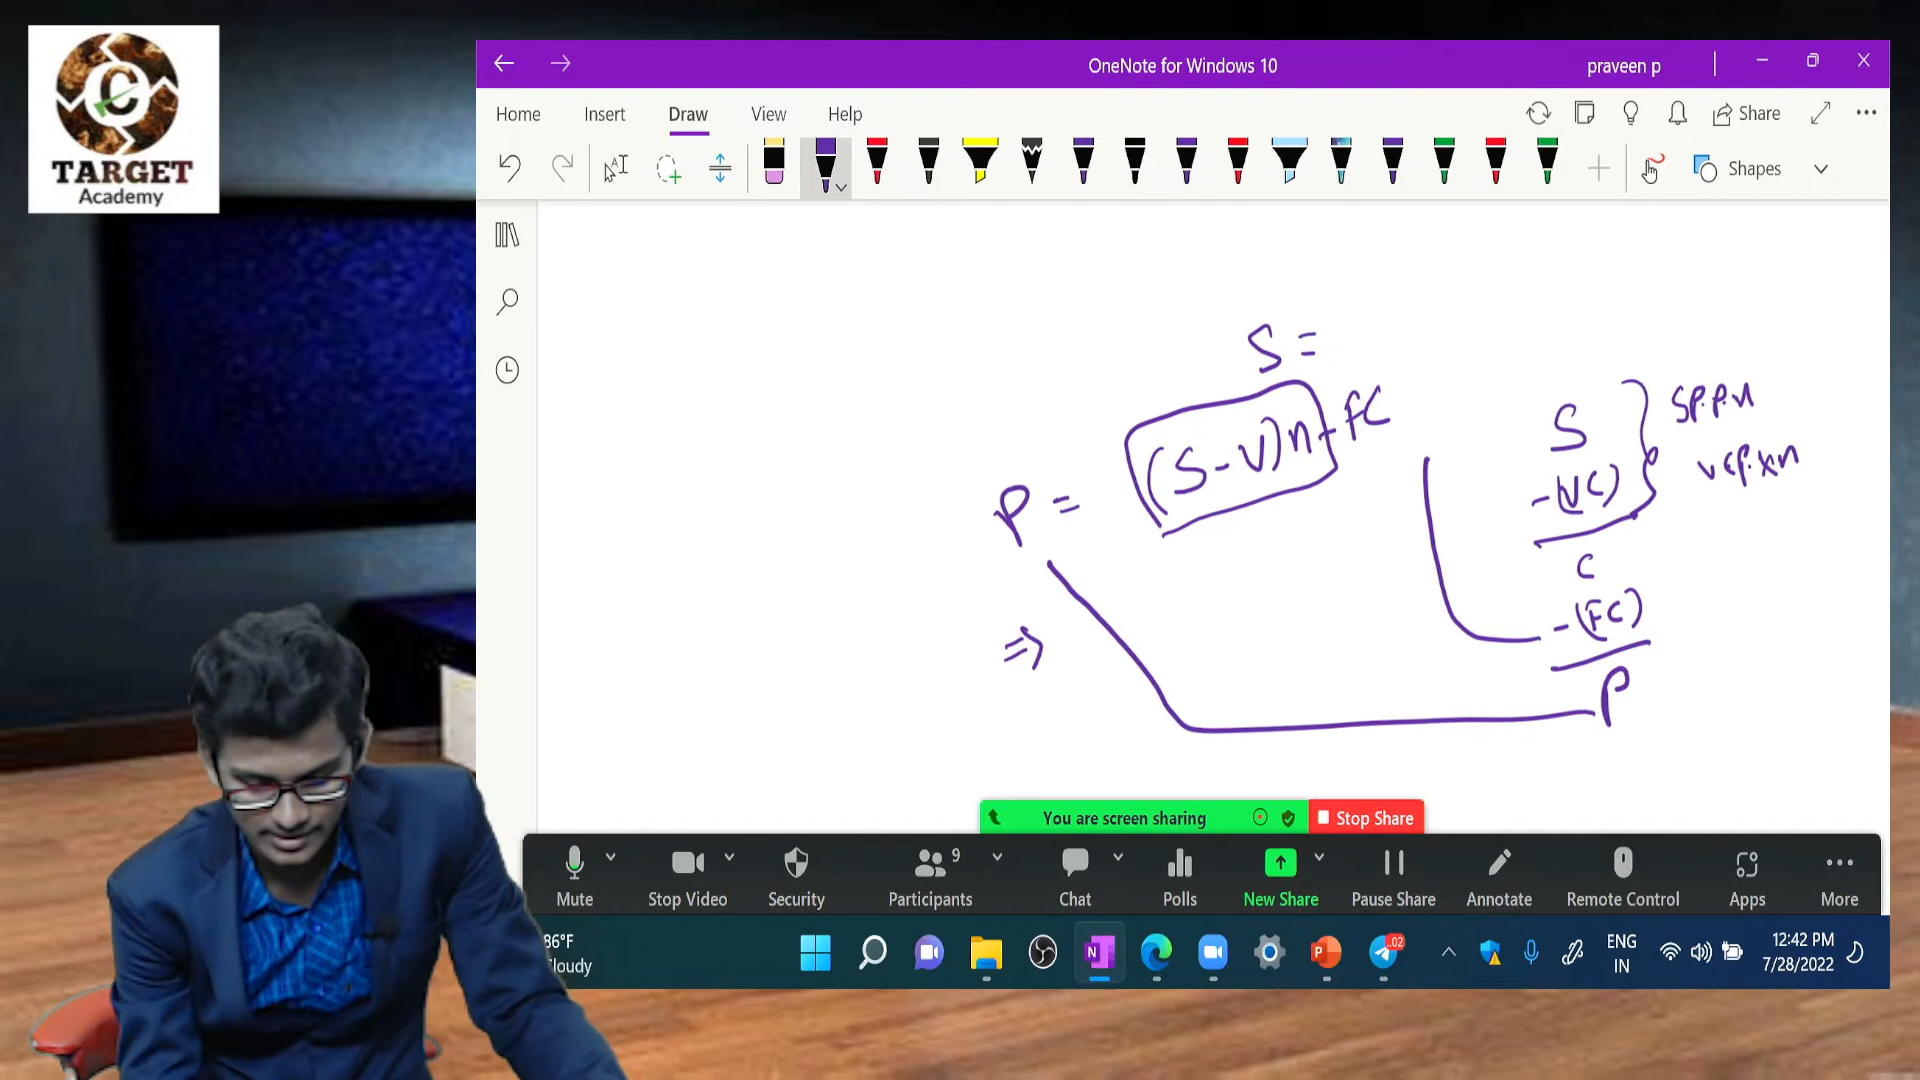 TARGET
Academy
OneNote for Windows 10
praveen p
Home
Insert
Draw
View
Help
Share
Shapes
S =
P = (S-V)n - FC
S
-(VC)
C
-(FC)
P
⇒
You are screen sharing
Stop Share
9
Mute
Stop Video
Security
Participants
Chat
Polls
New Share
Pause Share
Annotate
Remote Control
Apps
More
86°F
Cloudy
..02
ENG
IN
12:42 PM
7/28/2022